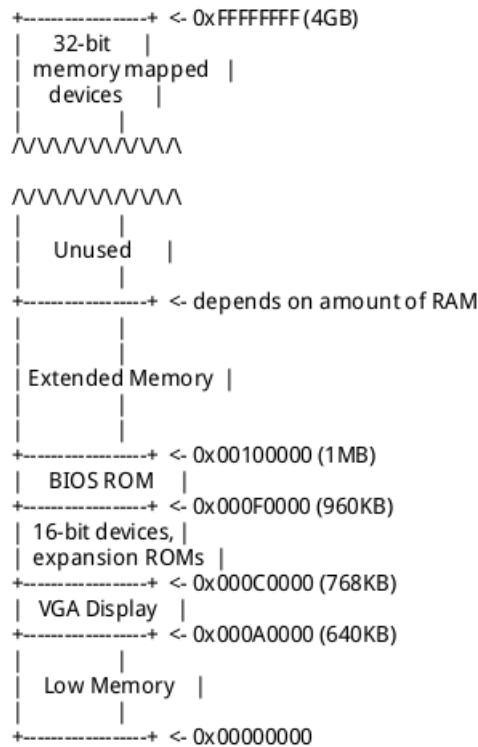 +------------------+ <- 0xFFFFFFFF (4GB)
| 32-bit |
| memory mapped |
| devices |
| |
/\/\/\/\/\/\/\/\/\/\
/\/\/\/\/\/\/\/\/\/\
| |
| Unused |
| |
+------------------+ <- depends on amount of RAM
| |
| |
| Extended Memory |
| |
| |
+------------------+ <- 0x00100000 (1MB)
| BIOS ROM |
+------------------+ <- 0x000F0000 (960KB)
| 16-bit devices, |
| expansion ROMs |
+------------------+ <- 0x000C0000 (768KB)
| VGA Display |
+------------------+ <- 0x000A0000 (640KB)
| |
| Low Memory |
| |
+------------------+ <- 0x00000000